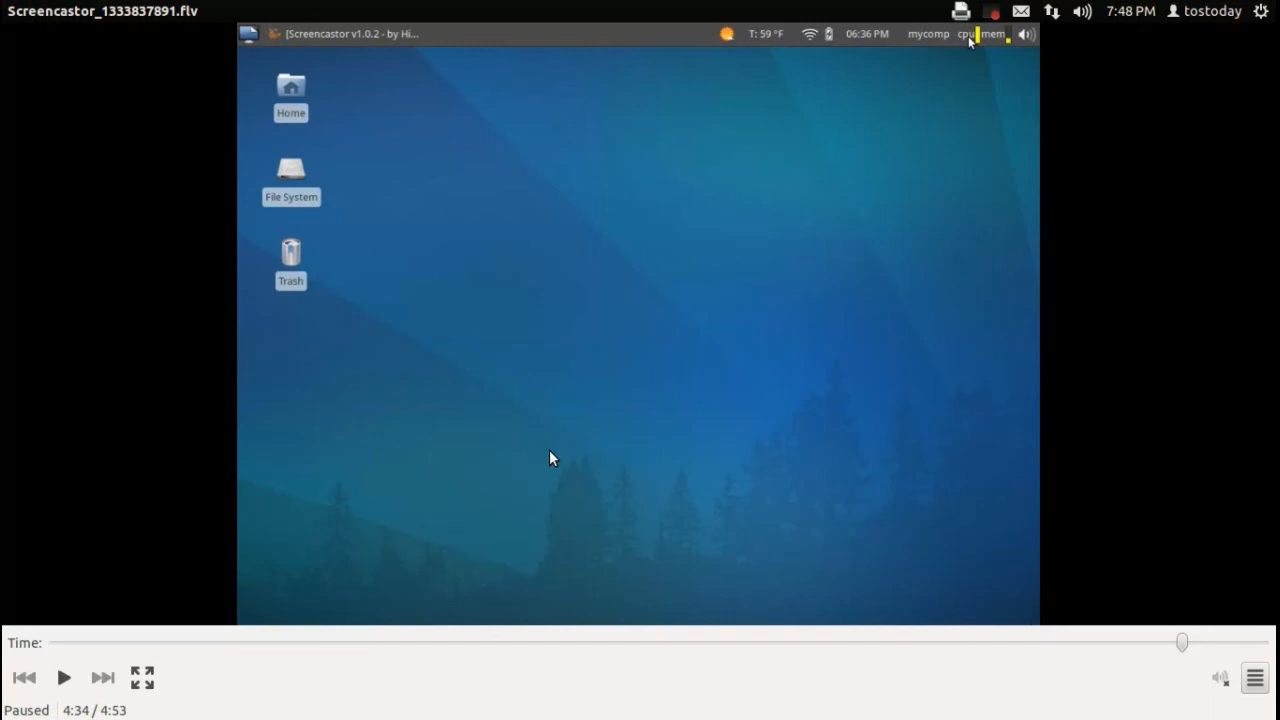 Screencastor_1333837891.flv
7:48 PM
tostoday
[Screencastor v1.0.2 - by Hi...
T: 59 °F
06:36 PM
mycomp
cpu
mem
Home
File System
Trash
Time:
Paused
4:34 / 4:53